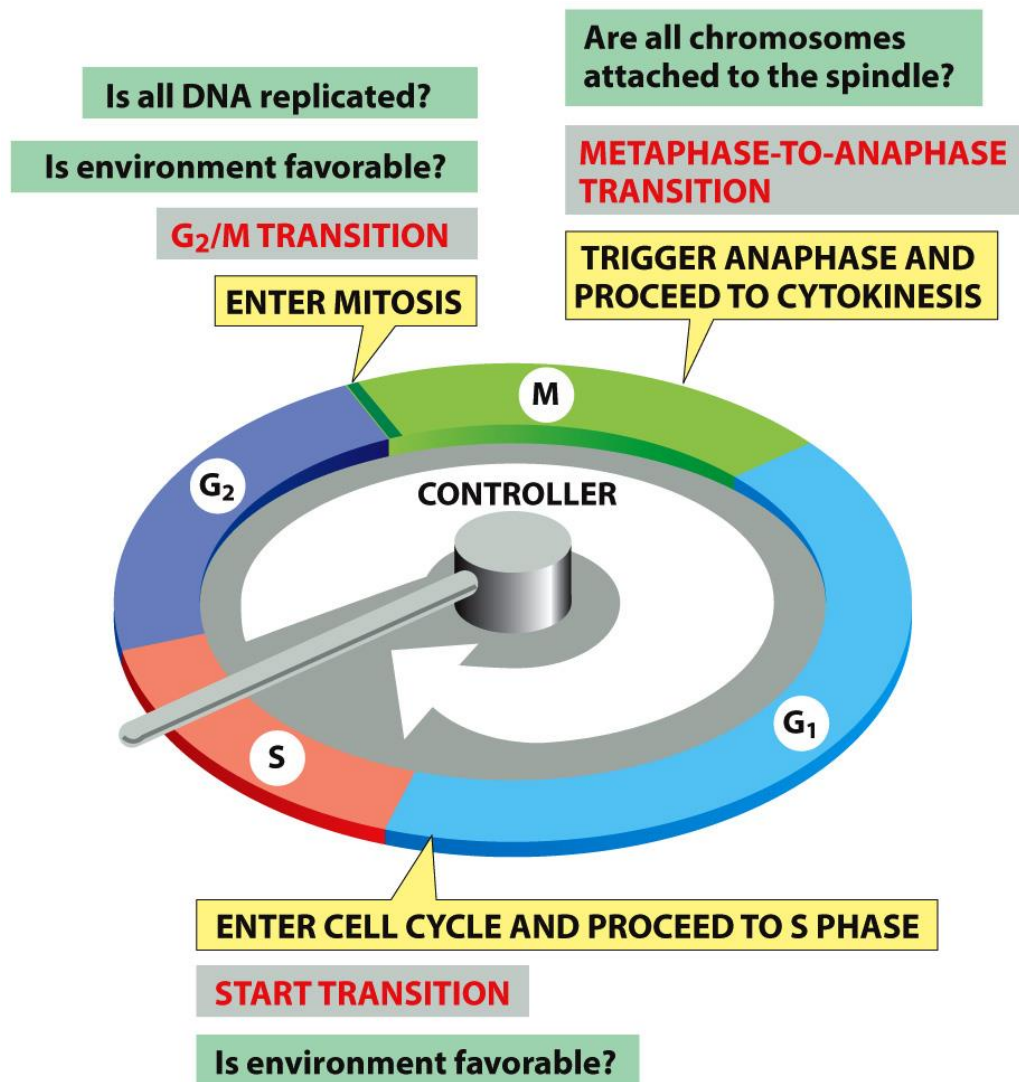 Is all DNA replicated?
Is environment favorable?
G₂/M TRANSITION
ENTER MITOSIS
Are all chromosomes
attached to the spindle?
METAPHASE-TO-ANAPHASE
TRANSITION
TRIGGER ANAPHASE AND
PROCEED TO CYTOKINESIS
M
G₂
CONTROLLER
G₁
S
ENTER CELL CYCLE AND PROCEED TO S PHASE
START TRANSITION
Is environment favorable?